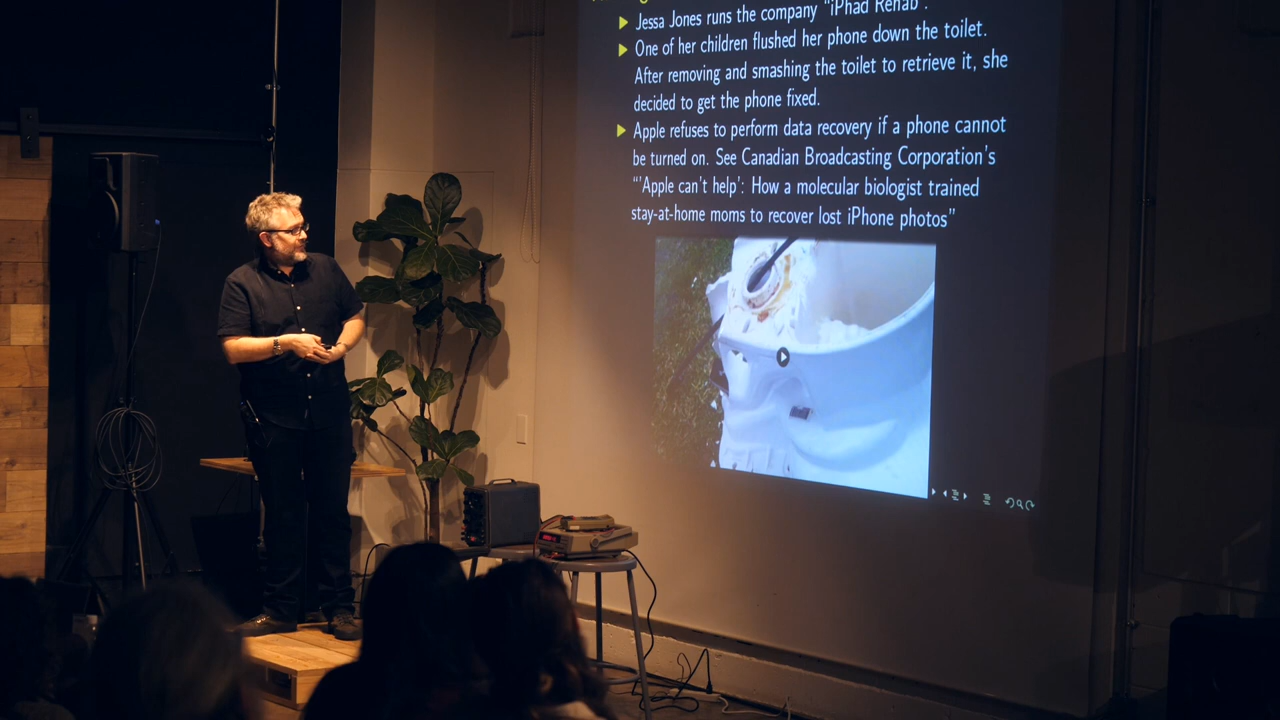 Jessa Jones runs the company "iPhad Rehab".
One of her children flushed her phone down the toilet.
After removing and smashing the toilet to retrieve it, she
decided to get the phone fixed.
Apple refuses to perform data recovery if a phone cannot
be turned on. See Canadian Broadcasting Corporation's
"'Apple can't help': How a molecular biologist trained
stay-at-home moms to recover lost iPhone photos"